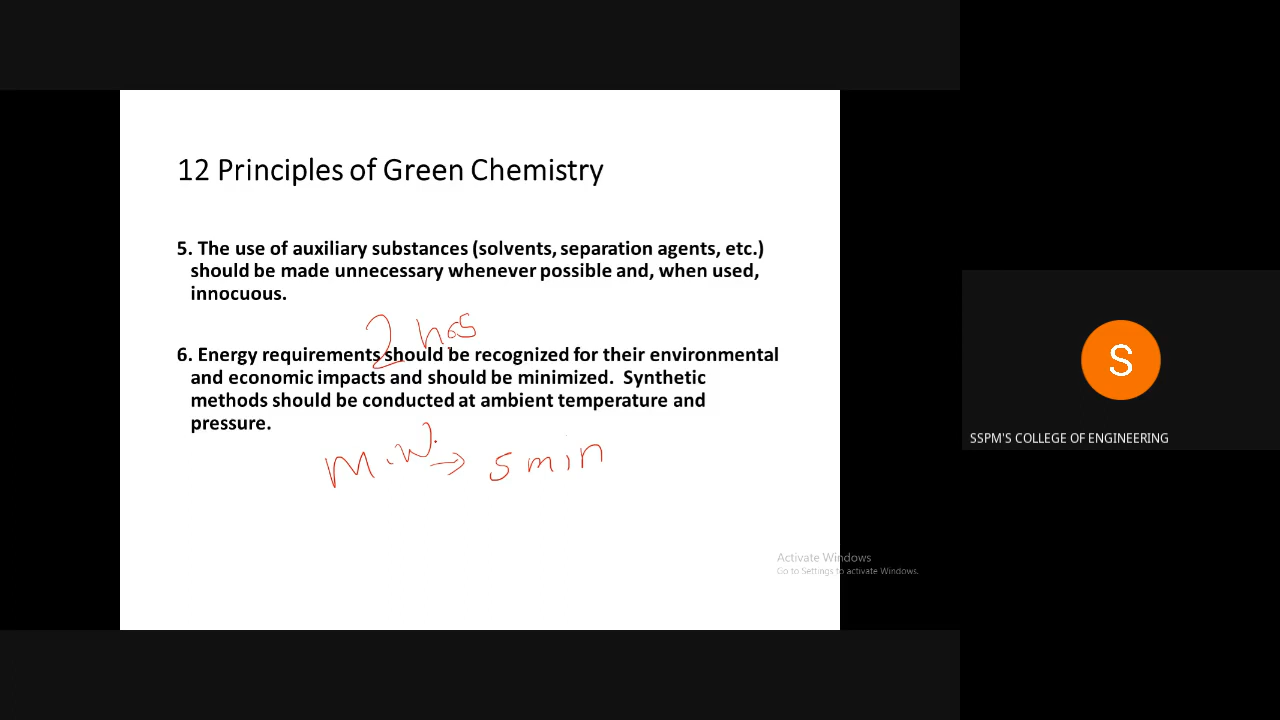 12 Principles of Green Chemistry
5. The use of auxiliary substances (solvents, separation agents, etc.)
should be made unnecessary whenever possible and, when used,
innocuous.
2 hos
6. Energy requirements should be recognized for their environmental
and economic impacts and should be minimized. Synthetic
methods should be conducted at ambient temperature and
pressure.
M.W. → 5 min
S
SSPM'S COLLEGE OF ENGINEERING
Activate Windows
Go to Settings to activate Windows.